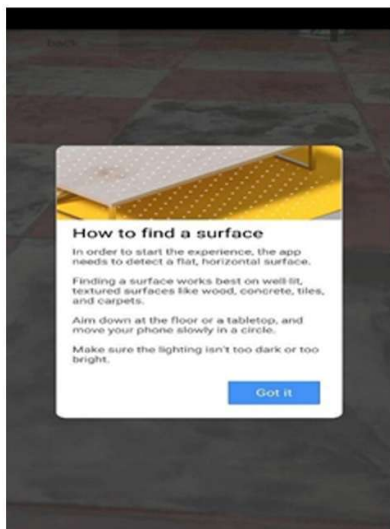 back
How to find a surface
In order to start the experience, the app
needs to detect a flat, horizontal surface.
Finding a surface works best on well-lit,
textured surfaces like wood, concrete, tiles,
and carpets.
Aim down at the floor or a tabletop, and
move your phone slowly in a circle.
Make sure the lighting isn't too dark or too
bright.
Got it